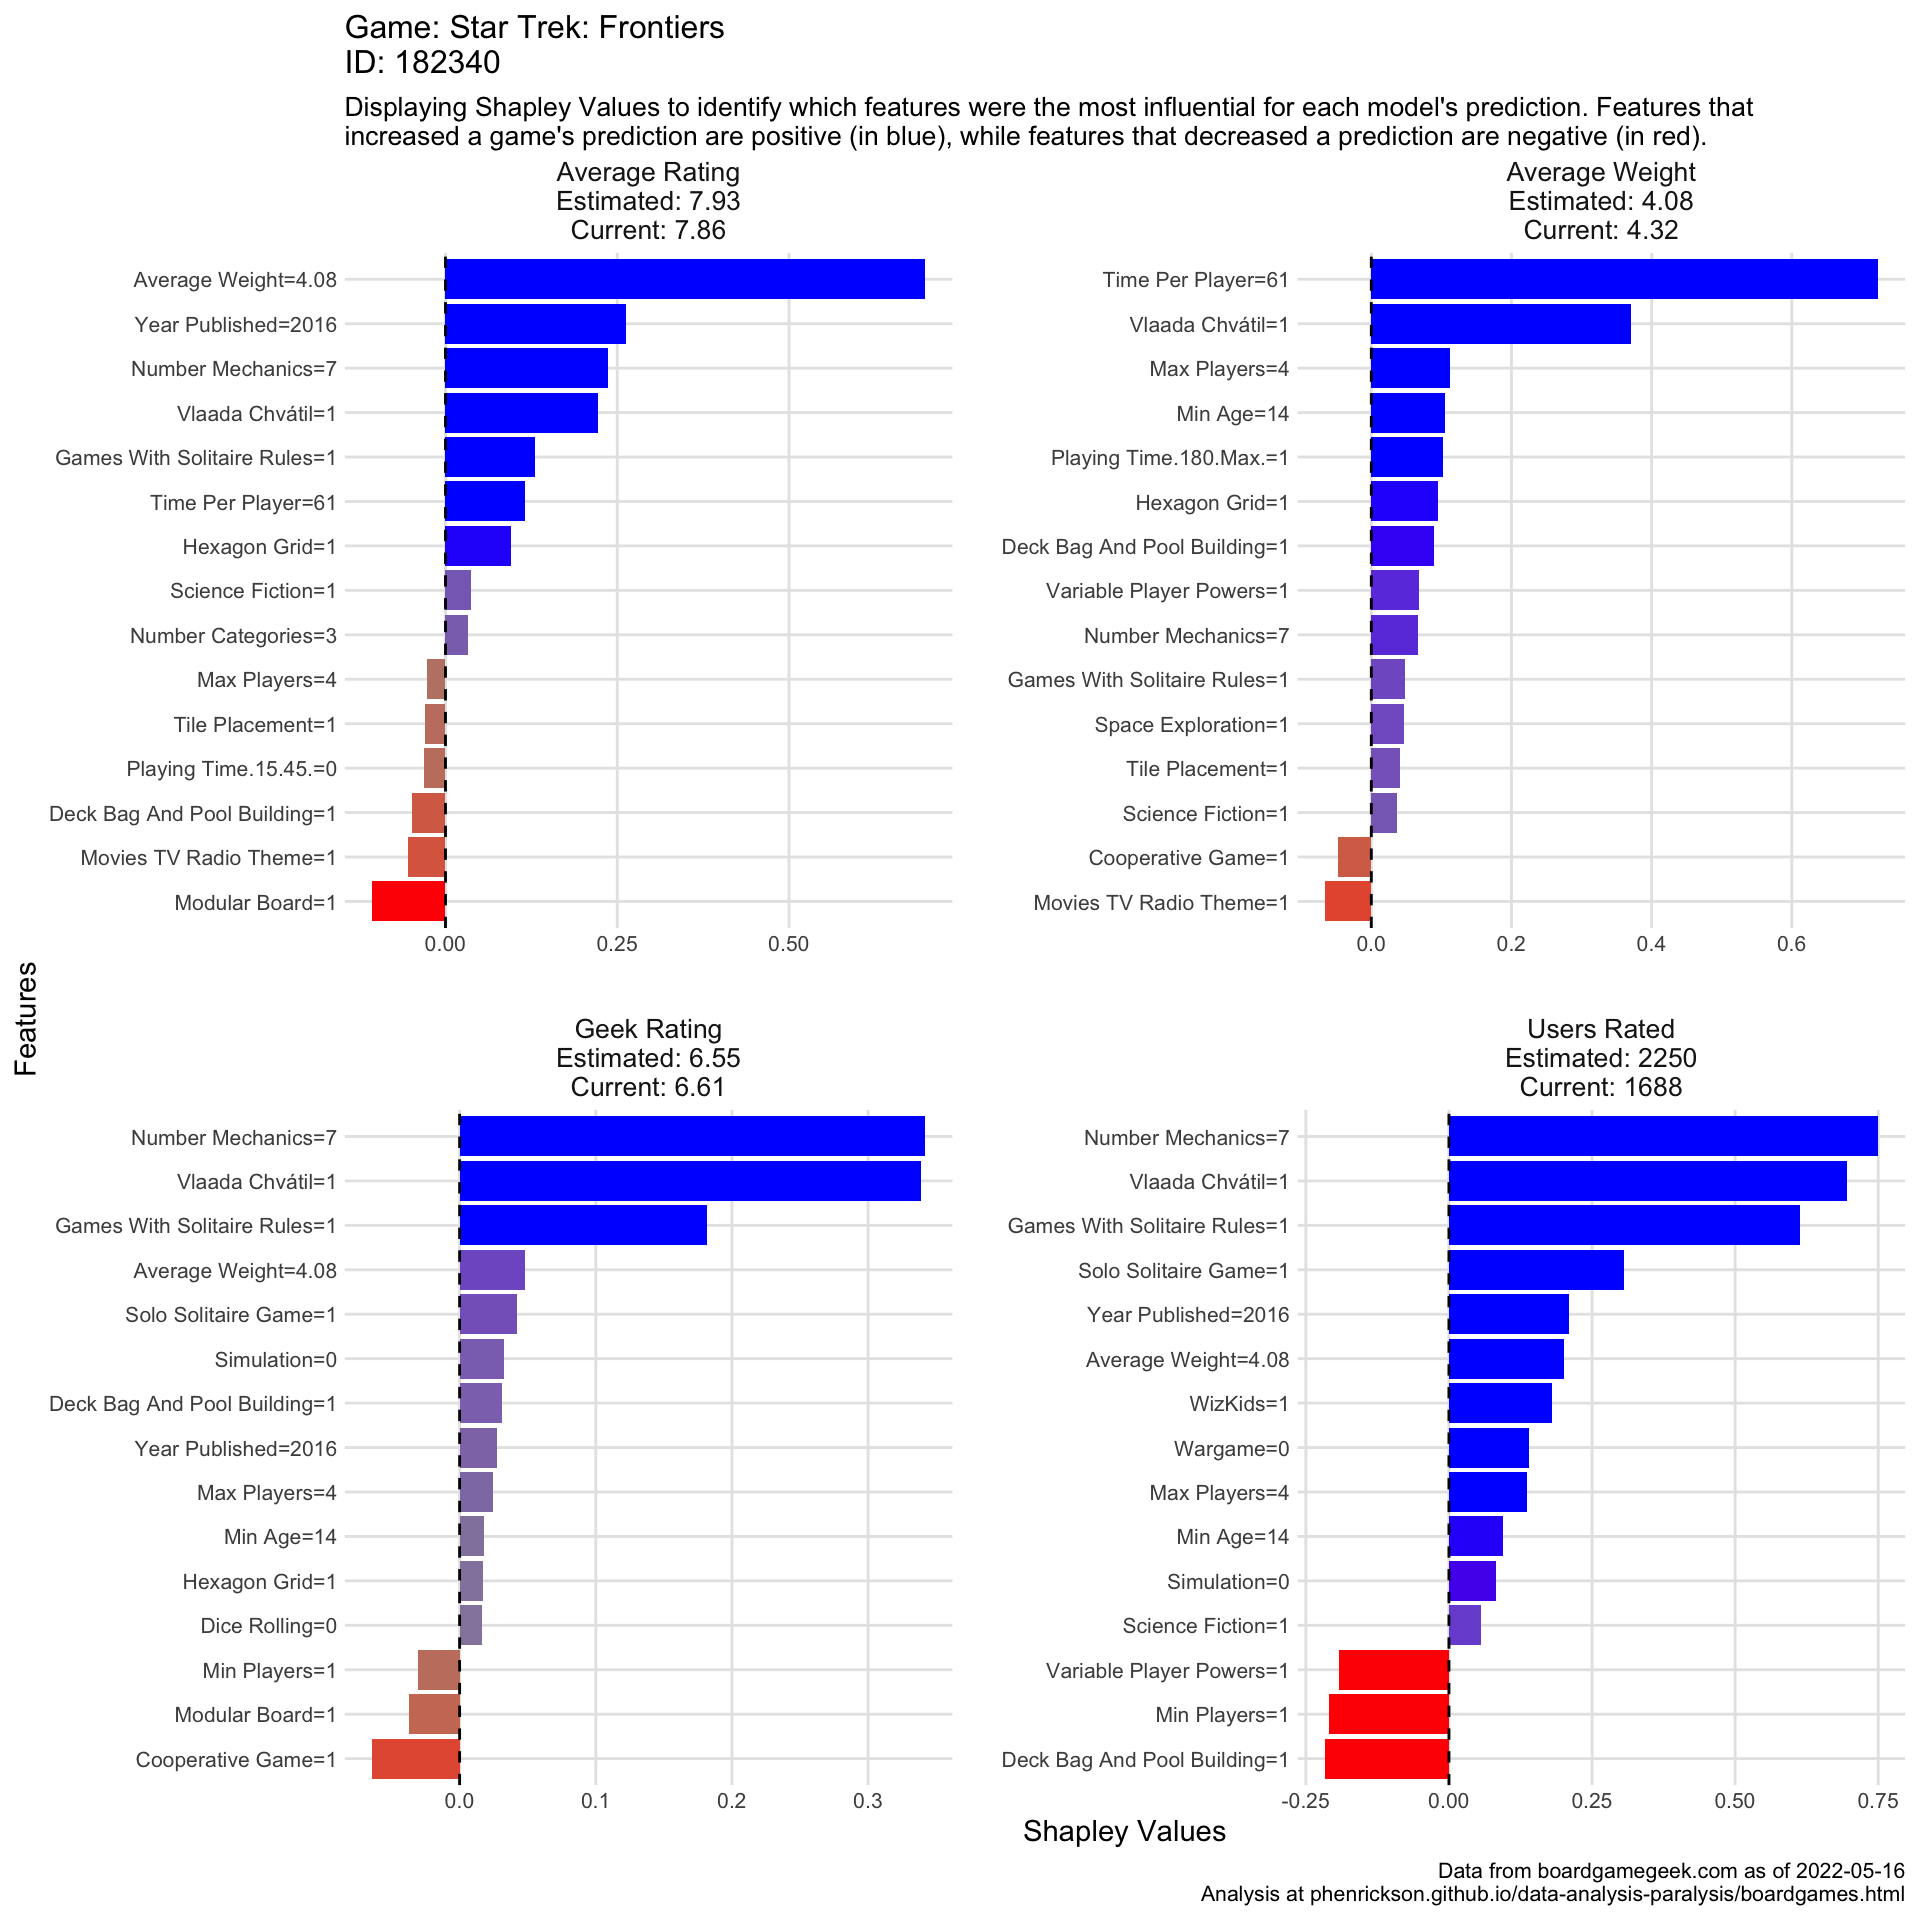 Game: Star Trek: Frontiers
ID: 182340
Displaying Shapley Values to identify which features were the most influential for each model's prediction. Features that
increased a game's prediction are positive (in blue), while features that decreased a prediction are negative (in red).
Average Rating
Estimated: 7.93
Current: 7.86
Average Weight=4.08
Year Published=2016
Number Mechanics=7
Vlaada Chvátil=1
Games With Solitaire Rules=1
Time Per Player=61
Hexagon Grid=1
Science Fiction=1
Number Categories=3
Max Players=4
Tile Placement=1
Playing Time.15.45.=0
Deck Bag And Pool Building=1
Movies TV Radio Theme=1
Modular Board=1
0.00 0.25 0.50
Average Weight
Estimated: 4.08
Current: 4.32
Time Per Player=61
Vlaada Chvátil=1
Max Players=4
Min Age=14
Playing Time.180.Max.=1
Hexagon Grid=1
Deck Bag And Pool Building=1
Variable Player Powers=1
Number Mechanics=7
Games With Solitaire Rules=1
Space Exploration=1
Tile Placement=1
Science Fiction=1
Cooperative Game=1
Movies TV Radio Theme=1
0.0 0.2 0.4 0.6
Features
Geek Rating
Estimated: 6.55
Current: 6.61
Number Mechanics=7
Vlaada Chvátil=1
Games With Solitaire Rules=1
Average Weight=4.08
Solo Solitaire Game=1
Simulation=0
Deck Bag And Pool Building=1
Year Published=2016
Max Players=4
Min Age=14
Hexagon Grid=1
Dice Rolling=0
Min Players=1
Modular Board=1
Cooperative Game=1
0.0 0.1 0.2 0.3
Users Rated
Estimated: 2250
Current: 1688
Number Mechanics=7
Vlaada Chvátil=1
Games With Solitaire Rules=1
Solo Solitaire Game=1
Year Published=2016
Average Weight=4.08
WizKids=1
Wargame=0
Max Players=4
Min Age=14
Simulation=0
Science Fiction=1
Variable Player Powers=1
Min Players=1
Deck Bag And Pool Building=1
-0.25 0.00 0.25 0.50 0.75
Shapley Values
Data from boardgamegeek.com as of 2022-05-16
Analysis at phenrickson.github.io/data-analysis-paralysis/boardgames.html